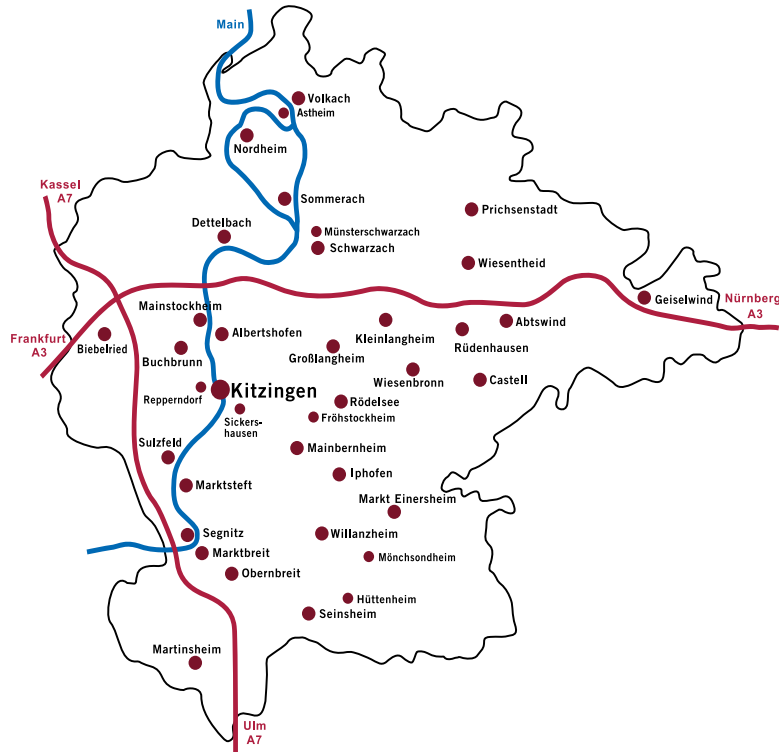 Main
Volkach
Astheim
Nordheim
Kassel
A7
Sommerach
Prichsenstadt
Dettelbach
Münsterschwarzach
Schwarzach
Wiesentheid
Geiselwind
Nürnberg
A3
Mainstockheim
Albertshofen
Kleinlangheim
Abtswind
Rüdenhausen
Frankfurt
A3
Biebelried
Buchbrunn
Großlangheim
Wiesenbronn
Castell
Repperndorf
Kitzingen
Rödelsee
Sickers-
hausen
Fröhstockheim
Sulzfeld
Mainbernheim
Iphofen
Marktsteft
Markt Einersheim
Segnitz
Willanzheim
Marktbreit
Mönchsondheim
Obernbreit
Hüttenheim
Seinsheim
Martinsheim
Ulm
A7